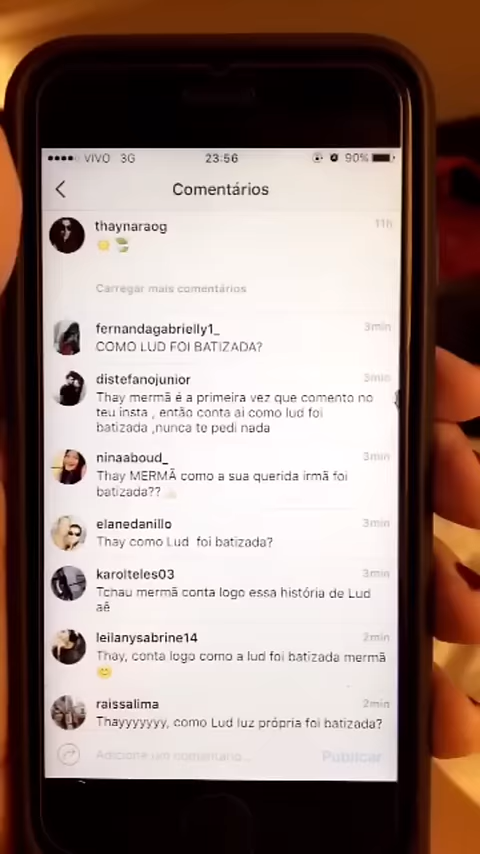 VIVO 3G 23:56 90%
Comentários
thaynaraog 11h
Carregar mais comentários
fernandagabrielly1_ 3min
COMO LUD FOI BATIZADA?
distefanojunior 3min
Thay mermã é a primeira vez que comento no
teu insta , então conta ai como lud foi
batizada ,nunca te pedi nada
ninaaboud_ 3min
Thay MERMÃ como a sua querida irmã foi
batizada??
elanedanillo 3min
Thay como Lud foi batizada?
karolteles03 3min
Tchau mermã conta logo essa história de Lud
aê
leilanysabrine14 2min
Thay, conta logo como a lud foi batizada mermã
raissalima 2min
Thayyyyyyy, como Lud luz própria foi batizada?
Adicione um comentário... Publicar